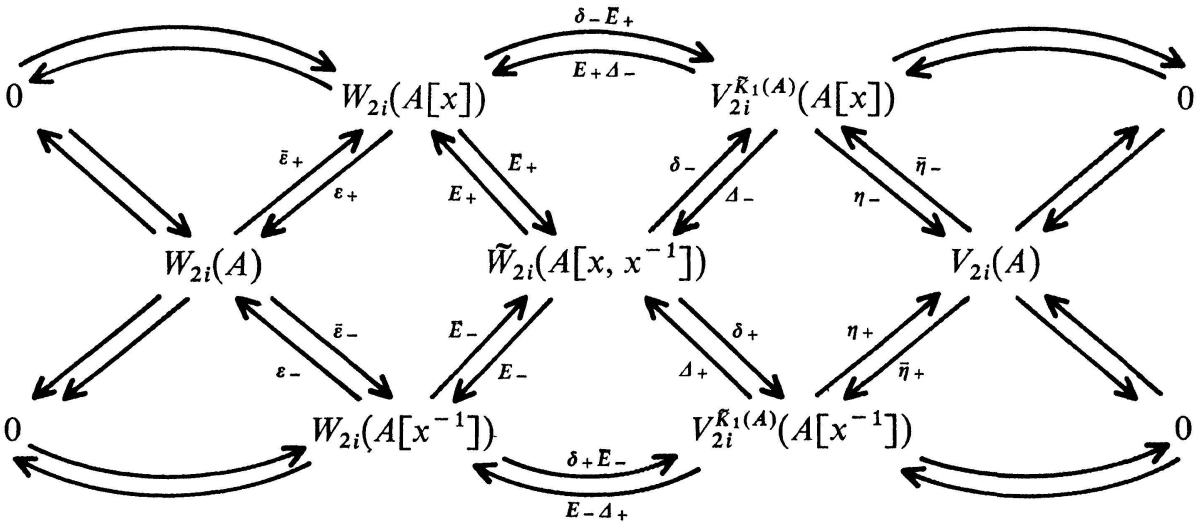 δ₋Ē₊
E₊Δ₋
0 W₂ᵢ(A[x]) V₂ᵢ^{K̃₁(A)}(A[x]) 0
ε̄₊ Ē₊ δ₋ η̄₋
ε₊ E₊ Δ₋ η₋
W₂ᵢ(A) W̃₂ᵢ(A[x, x⁻¹]) V₂ᵢ(A)
ε̄₋ Ē₋ δ₊ η₊
ε₋ E₋ Δ₊ η̄₊
0 W₂ᵢ(A[x⁻¹]) V₂ᵢ^{K̃₁(A)}(A[x⁻¹]) 0
δ₊Ē₋
E₋Δ₊